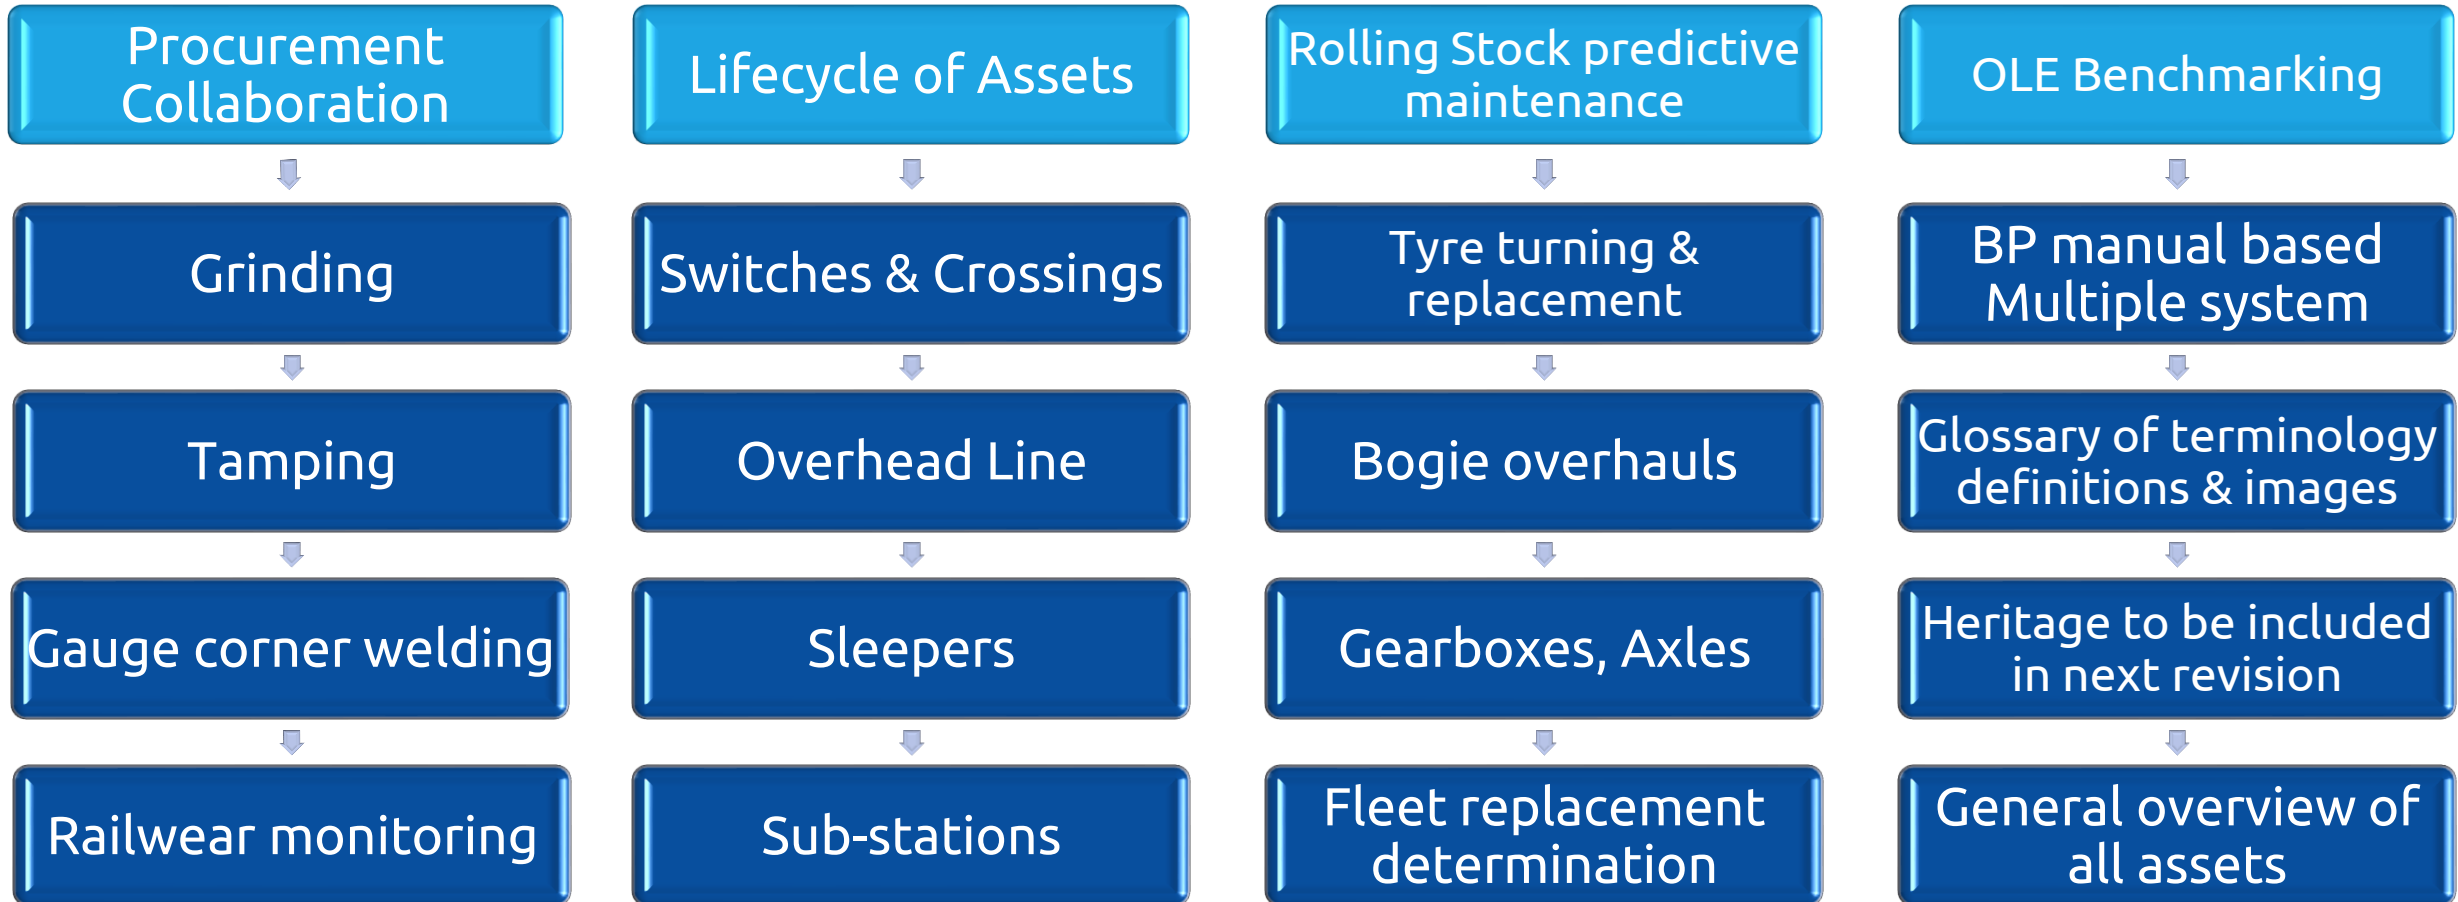 Procurement
Collaboration
Grinding
Tamping
Gauge corner welding
Railwear monitoring
Lifecycle of Assets
Switches & Crossings
Overhead Line
Sleepers
Sub-stations
Rolling Stock predictive
maintenance
Tyre turning &
replacement
Bogie overhauls
Gearboxes, Axles
Fleet replacement
determination
OLE Benchmarking
BP manual based
Multiple system
Glossary of terminology
definitions & images
Heritage to be included
in next revision
General overview of
all assets